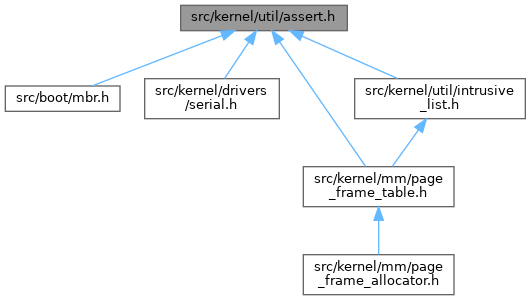 src/kernel/util/assert.h
src/boot/mbr.h
src/kernel/drivers
/serial.h
src/kernel/util/intrusive
_list.h
src/kernel/mm/page
_frame_table.h
src/kernel/mm/page
_frame_allocator.h